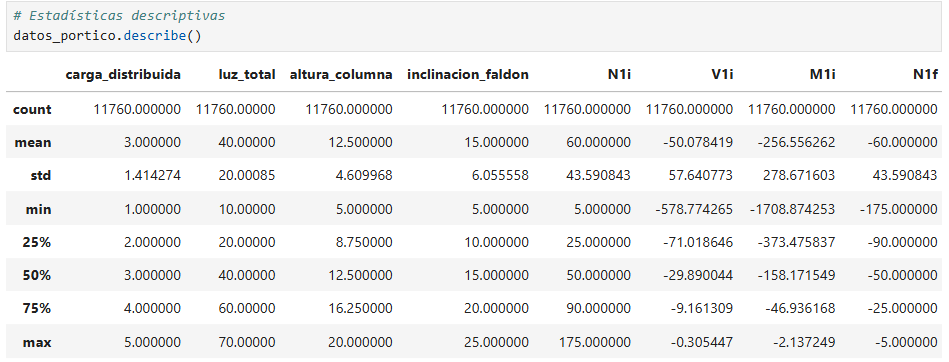 # Estadísticas descriptivas
datos_portico.describe()
carga_distribuida luz_total altura_columna inclinacion_faldon N1i V1i M1i N1f
count 11760.000000 11760.00000 11760.000000 11760.000000 11760.000000 11760.000000 11760.000000 11760.000000
mean 3.000000 40.00000 12.500000 15.000000 60.000000 -50.078419 -256.556262 -60.000000
std 1.414274 20.00085 4.609968 6.055558 43.590843 57.640773 278.671603 43.590843
min 1.000000 10.00000 5.000000 5.000000 5.000000 -578.774265 -1708.874253 -175.000000
25% 2.000000 20.00000 8.750000 10.000000 25.000000 -71.018646 -373.475837 -90.000000
50% 3.000000 40.00000 12.500000 15.000000 50.000000 -29.890044 -158.171549 -50.000000
75% 4.000000 60.00000 16.250000 20.000000 90.000000 -9.161309 -46.936168 -25.000000
max 5.000000 70.00000 20.000000 25.000000 175.000000 -0.305447 -2.137249 -5.000000